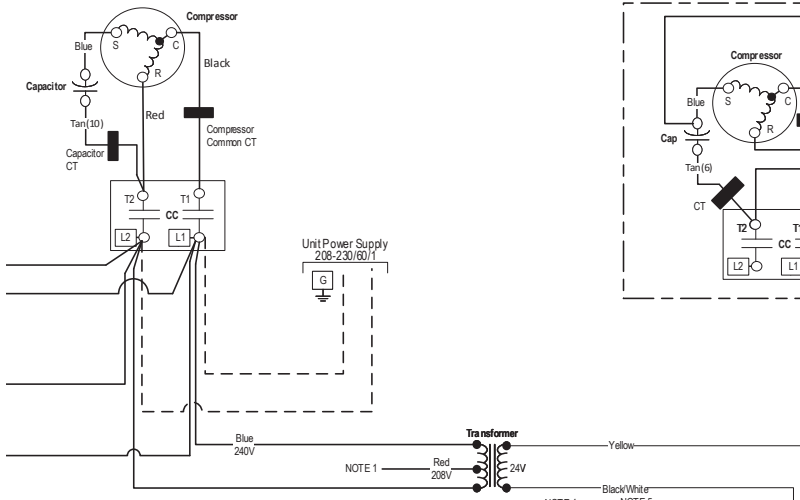 Compressor
Blue
S
C
R
Black
Capacitor
Red
Tan(10)
Capacitor
CT
Compressor
Common CT
T2
T1
CC
L2
L1
Unit Power Supply
208-230/60/1
G
Compressor
Blue
S
C
R
Cap
Tan(6)
CT
T2
CC
L2
L1
Transformer
Blue
240V
NOTE 1
Red
208V
24V
Yellow
Black/White